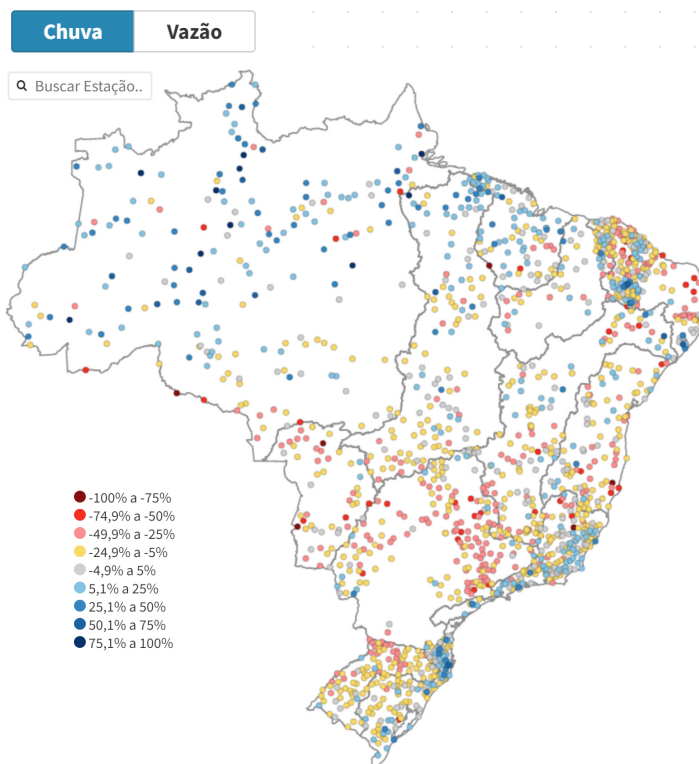 Chuva Vazão
Buscar Estação..
-100% a -75%
-74,9% a -50%
-49,9% a -25%
-24,9% a -5%
-4,9% a 5%
5,1% a 25%
25,1% a 50%
50,1% a 75%
75,1% a 100%